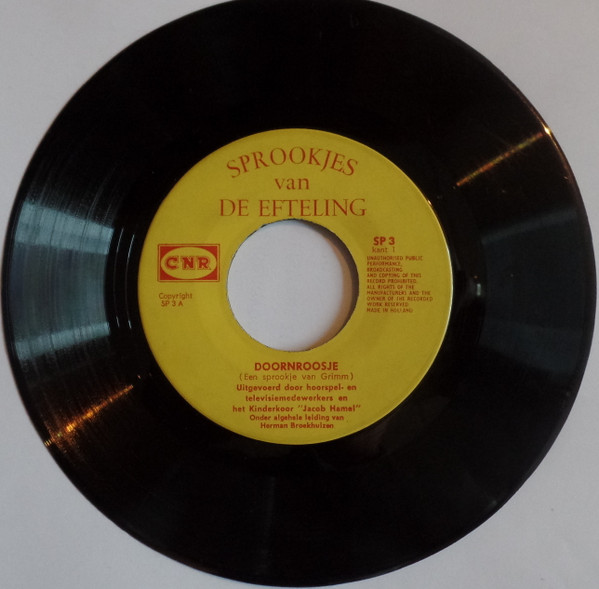 SPROOKJES
van
DE EFTELING
CNR
Copyright
SP 3 A
SP 3
kant 1
UNAUTHORISED PUBLIC
PERFORMANCE,
BROADCASTING
AND COPYING OF THIS
RECORD PROHIBITED.
ALL RIGHTS OF THE
MANUFACTURERS AND THE
OWNER OF THE RECORDED
WORK RESERVED
MADE IN HOLLAND
DOORNROOSJE
(Een sprookje van Grimm)
Uitgevoerd door hoorspel- en
televisiemedewerkers en
het Kinderkoor "Jacob Hamel"
Onder algehele leiding van
Herman Broekhuizen